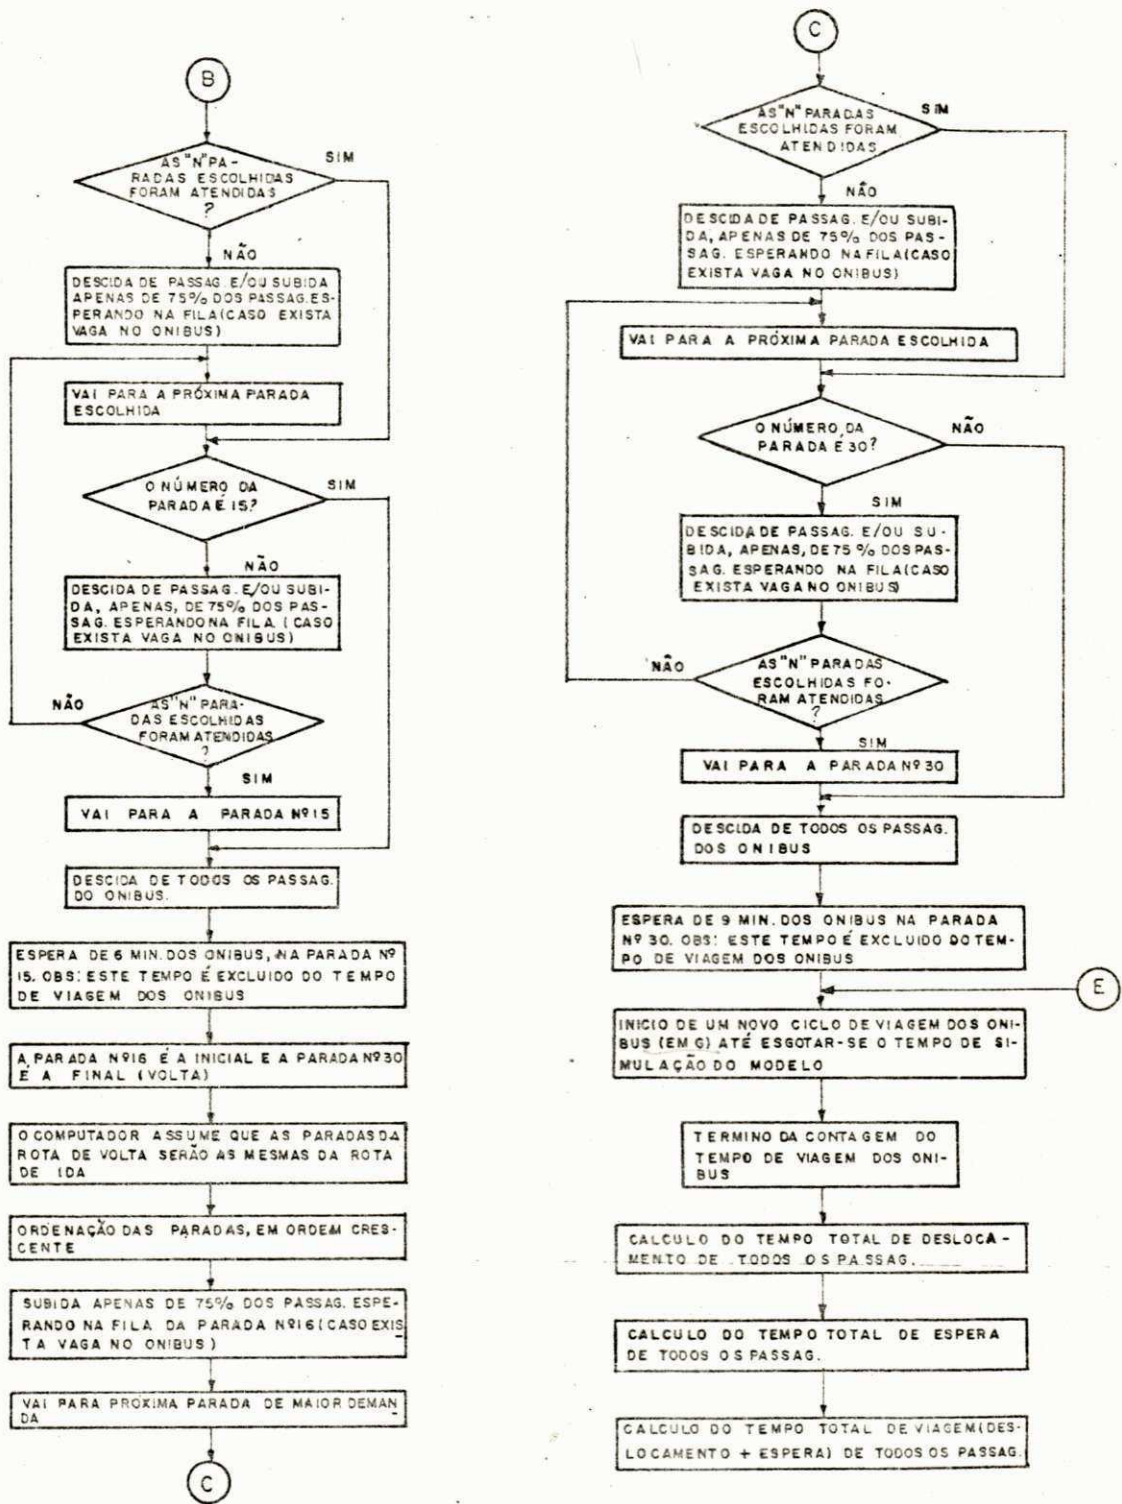 B
AS "N" PA-
RADAS ESCOLHIDAS
FORAM ATENDIDAS
?
SIM
NÃO
DESCIDA DE PASSAG. E/OU SUBIDA
APENAS DE 75% DOS PASSAG. ES-
PERANDO NA FILA (CASO EXISTA
VAGA NO ONIBUS)
VAI PARA A PRÓXIMA PARADA
ESCOLHIDA
O NÚMERO DA
PARADA É 15?
SIM
NÃO
DESCIDA DE PASSAG. E/OU SUBI-
DA, APENAS, DE 75% DOS PAS-
SAG. ESPERANDO NA FILA. (CASO
EXISTA VAGA NO ONIBUS)
NÃO
AS "N" PARA-
DAS ESCOLHIDAS
FORAM ATENDIDAS
?
SIM
VAI PARA A PARADA Nº 15
DESCIDA DE TODOS OS PASSAG.
DO ONIBUS.
ESPERA DE 6 MIN. DOS ONIBUS, NA PARADA Nº
15. OBS: ESTE TEMPO É EXCLUIDO DO TEMPO
DE VIAGEM DOS ONIBUS
A PARADA Nº 16 É A INICIAL E A PARADA Nº 30
É A FINAL (VOLTA)
O COMPUTADOR ASSUME QUE AS PARADAS DA
ROTA DE VOLTA SERÃO AS MESMAS DA ROTA
DE IDA
ORDENAÇÃO DAS PARADAS, EM ORDEM CRES-
CENTE
SUBIDA APENAS DE 75% DOS PASSAG. ESPE-
RANDO NA FILA DA PARADA Nº 16 (CASO EXIS-
TA VAGA NO ONIBUS)
VAI PARA PROXIMA PARADA DE MAIOR DEMAN-
DA
C
C
AS "N" PARADAS
ESCOLHIDAS FORAM
ATENDIDAS
SIM
NÃO
DESCIDA DE PASSAG. E/OU SUBI-
DA, APENAS DE 75% DOS PAS-
SAG. ESPERANDO NA FILA (CASO
EXISTA VAGA NO ONIBUS)
VAI PARA A PRÓXIMA PARADA ESCOLHIDA
O NÚMERO DA
PARADA É 30?
NÃO
SIM
DESCIDA DE PASSAG. E/OU SU-
BIDA, APENAS, DE 75% DOS PAS-
SAG. ESPERANDO NA FILA (CASO
EXISTA VAGA NO ONIBUS)
NÃO
AS "N" PARADAS
ESCOLHIDAS FO-
RAM ATENDIDAS
?
SIM
VAI PARA A PARADA Nº 30
DESCIDA DE TODOS OS PASSAG.
DOS ONIBUS
ESPERA DE 9 MIN. DOS ONIBUS NA PARADA
Nº 30. OBS: ESTE TEMPO É EXCLUIDO DO TEM-
PO DE VIAGEM DOS ONIBUS
E
INICIO DE UM NOVO CICLO DE VIAGEM DOS ONI-
BUS (EM G) ATÉ ESGOTAR-SE O TEMPO DE SI-
MULAÇÃO DO MODELO
TERMINO DA CONTAGEM DO
TEMPO DE VIAGEM DOS ONI-
BUS
CALCULO DO TEMPO TOTAL DE DESLOCA-
MENTO DE TODOS OS PASSAG.
CALCULO DO TEMPO TOTAL DE ESPERA
DE TODOS OS PASSAG.
CALCULO DO TEMPO TOTAL DE VIAGEM (DES-
LOCAMENTO + ESPERA) DE TODOS OS PASSAG.